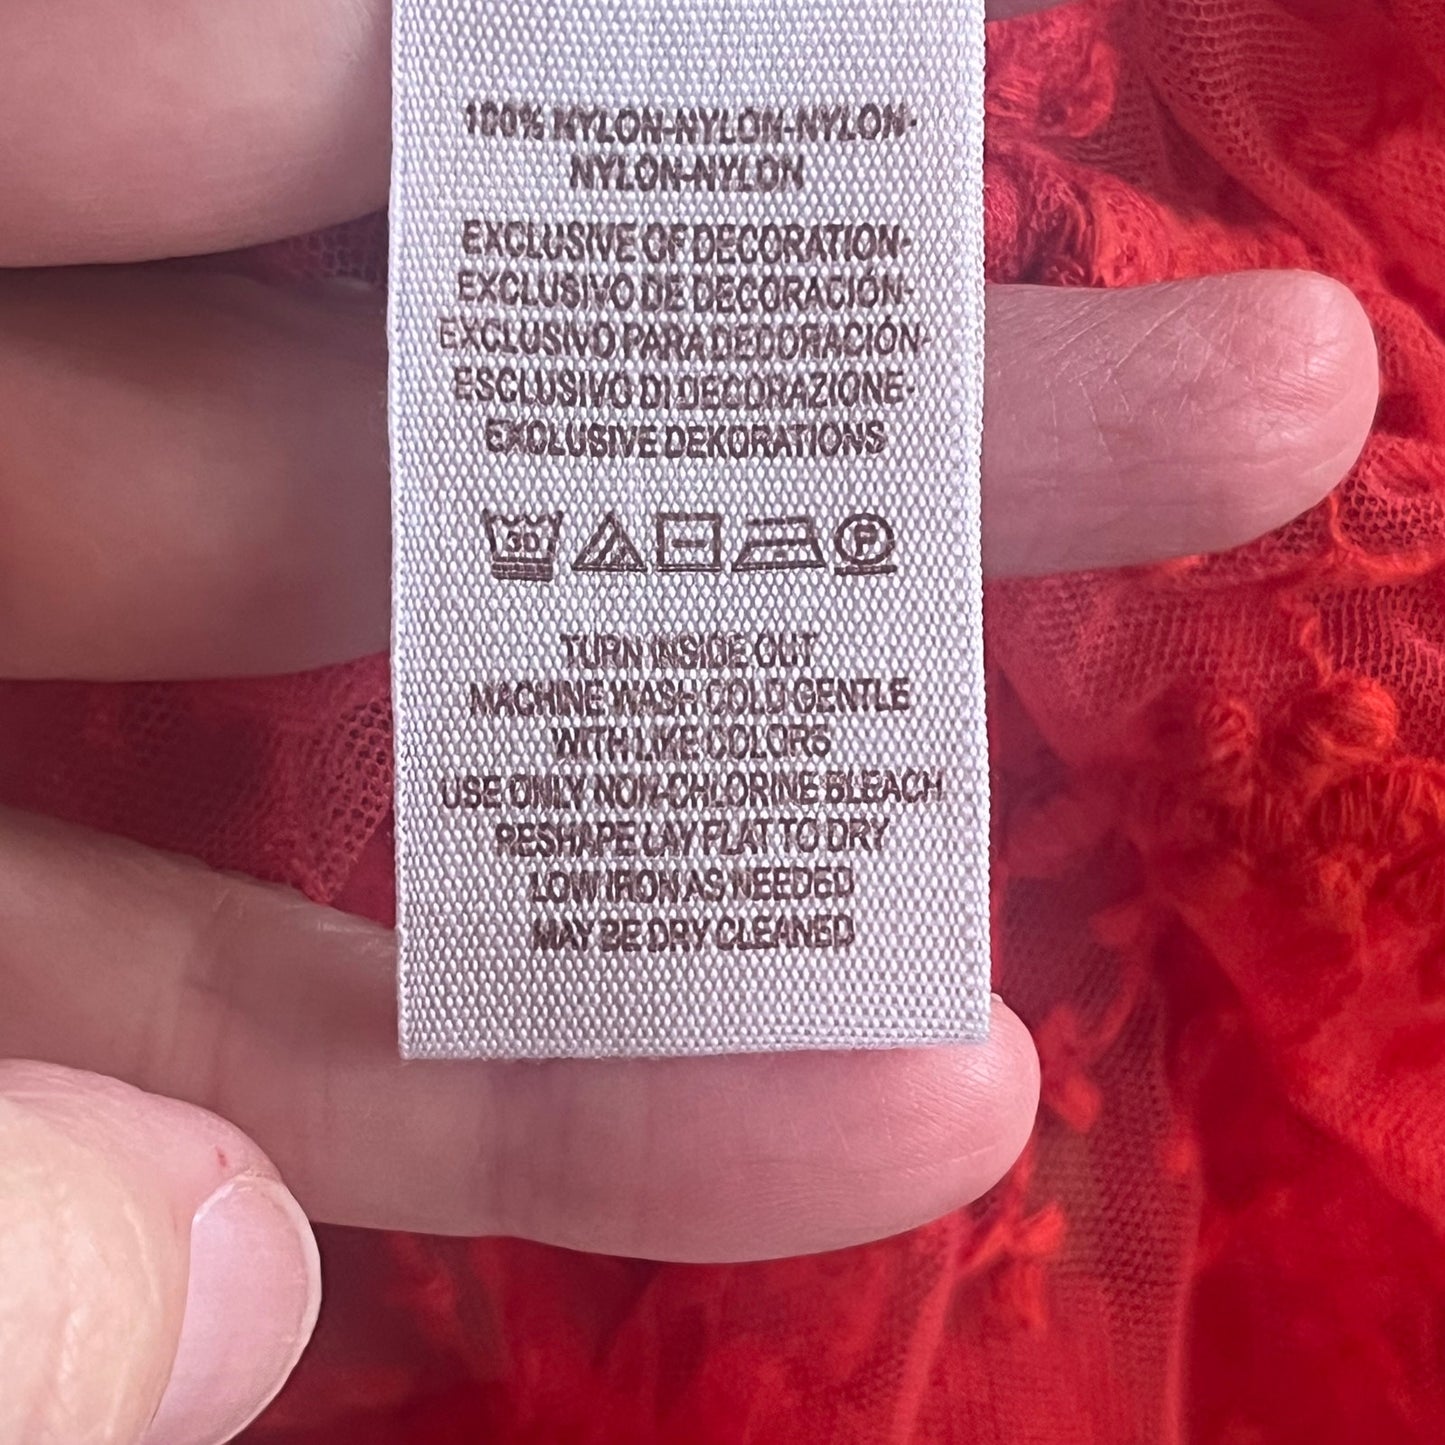 100% NYLON-NYLON-NYLON-
NYLON-NYLON
EXCLUSIVE OF DECORATION-
EXCLUSIVO DE DECORACIÓN-
EXCLUSIVO PARA DECORACIÓN-
ESCLUSIVO DI DECORAZIONE-
EXCLUSIVE DEKORATIONS
30 P
TURN INSIDE OUT
MACHINE WASH COLD GENTLE
WITH LIKE COLORS
USE ONLY NON-CHLORINE BLEACH
RESHAPE LAY FLAT TO DRY
LOW IRON AS NEEDED
MAY BE DRY CLEANED